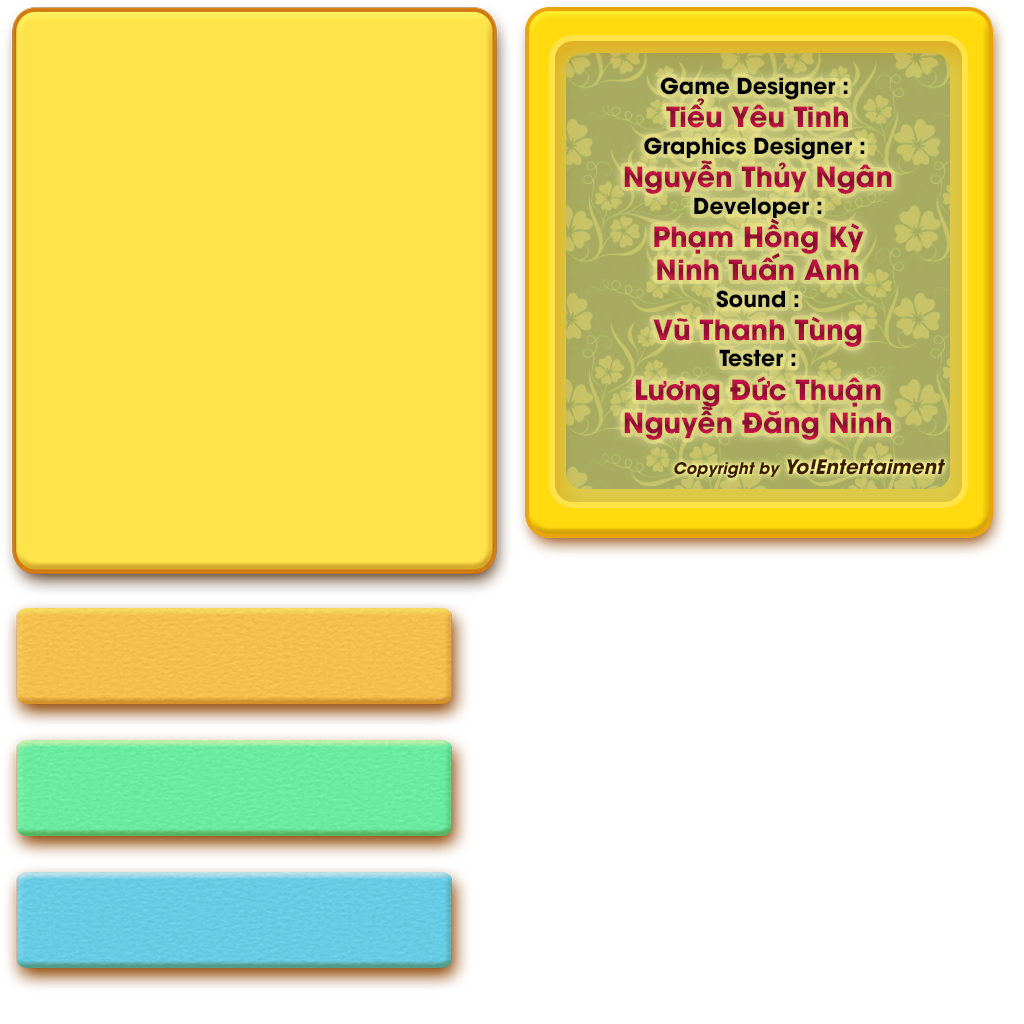 Game Designer :
Tiểu Yêu Tinh
Graphics Designer :
Nguyễn Thủy Ngân
Developer :
Phạm Hồng Kỳ
Ninh Tuấn Anh
Sound :
Vũ Thanh Tùng
Tester :
Lương Đức Thuận
Nguyễn Đăng Ninh
Copyright by Yo!Entertaiment